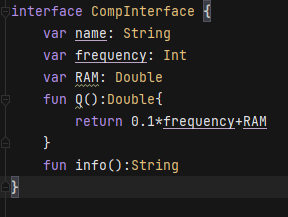 interface CompInterface {
    var name: String
    var frequency: Int
    var RAM: Double
    fun Q():Double{
        return 0.1*frequency+RAM
    }
    fun info():String
}